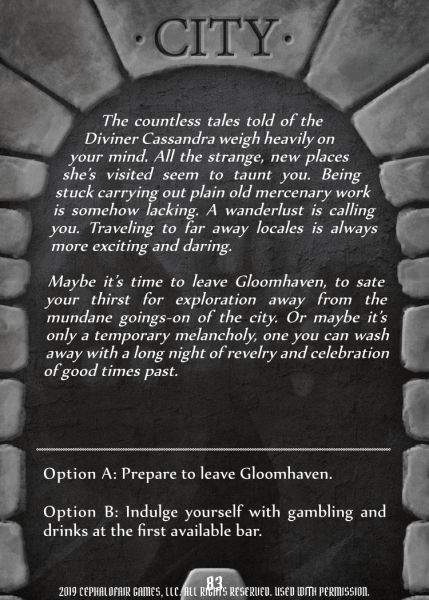 · CITY ·
The countless tales told of the
Diviner Cassandra weigh heavily on
your mind. All the strange, new places
she's visited seem to taunt you. Being
stuck carrying out plain old mercenary work
is somehow lacking. A wanderlust is calling
you. Traveling to far away locales is always
more exciting and daring.
Maybe it's time to leave Gloomhaven, to sate
your thirst for exploration away from the
mundane goings-on of the city. Or maybe it's
only a temporary melancholy, one you can wash
away with a long night of revelry and celebration
of good times past.
Option A: Prepare to leave Gloomhaven.
Option B: Indulge yourself with gambling and
drinks at the first available bar.
83
2019 CEPHALOFAIR GAMES, LLC. ALL RIGHTS RESERVED. USED WITH PERMISSION.